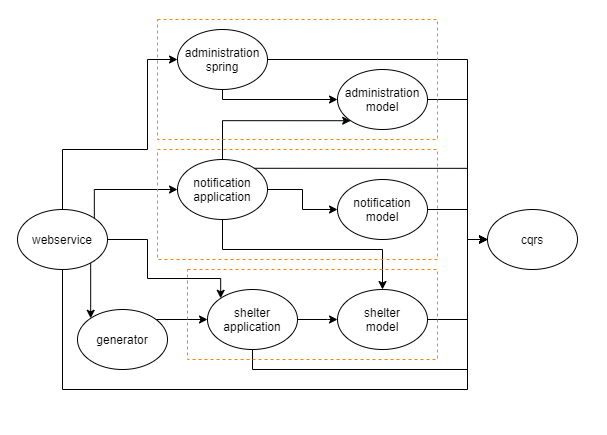 administration
spring
administration
model
notification
application
notification
model
webservice
cqrs
shelter
application
shelter
model
generator